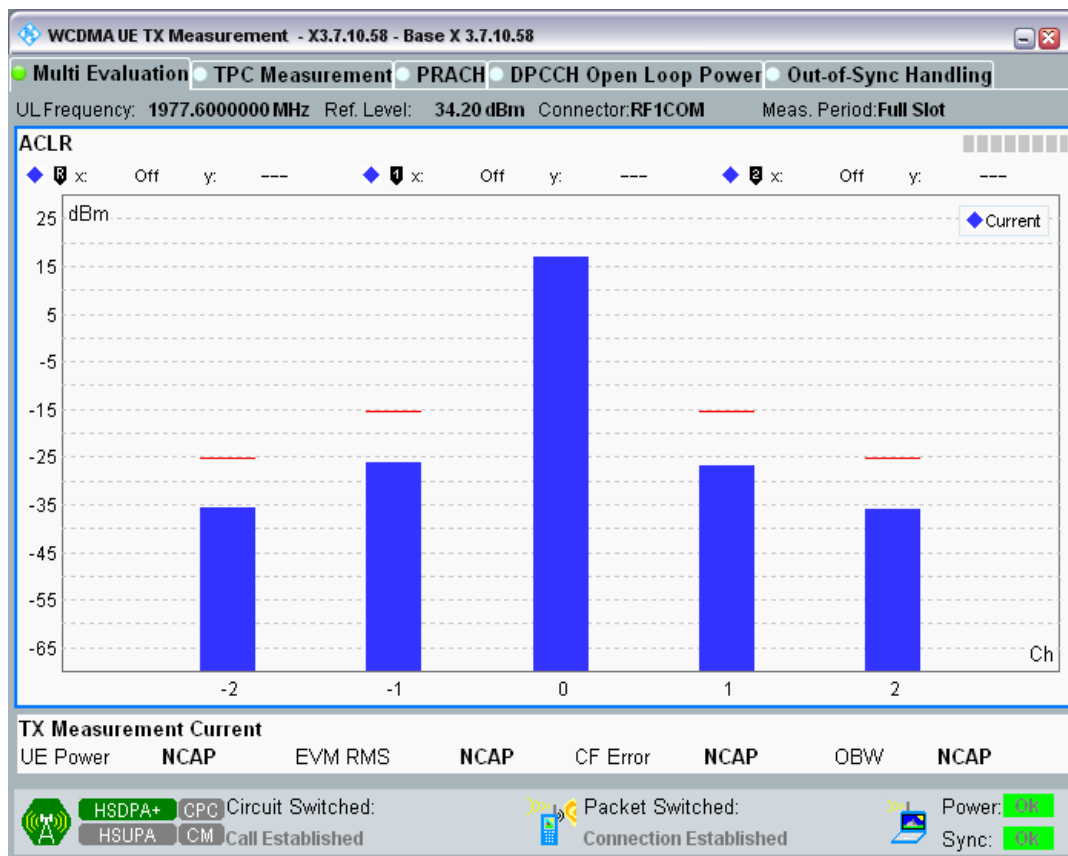 WCDMA UE TX Measurement - X3.7.10.58 - Base X 3.7.10.58
Multi Evaluation TPC Measurement PRACH DPCCH Open Loop Power Out-of-Sync Handling
UL Frequency: 1977.6000000 MHz Ref. Level: 34.20 dBm Connector:RF1COM Meas. Period:Full Slot
ACLR
R x: Off y: --- 1 x: Off y: --- 2 x: Off y: ---
dBm
Current
25
15
5
-5
-15
-25
-35
-45
-55
-65
Ch
-2 -1 0 1 2
TX Measurement Current
UE Power NCAP EVM RMS NCAP CF Error NCAP OBW NCAP
HSDPA+ CPC Circuit Switched: Packet Switched: Power: OK
HSUPA CM Call Established Connection Established Sync: OK